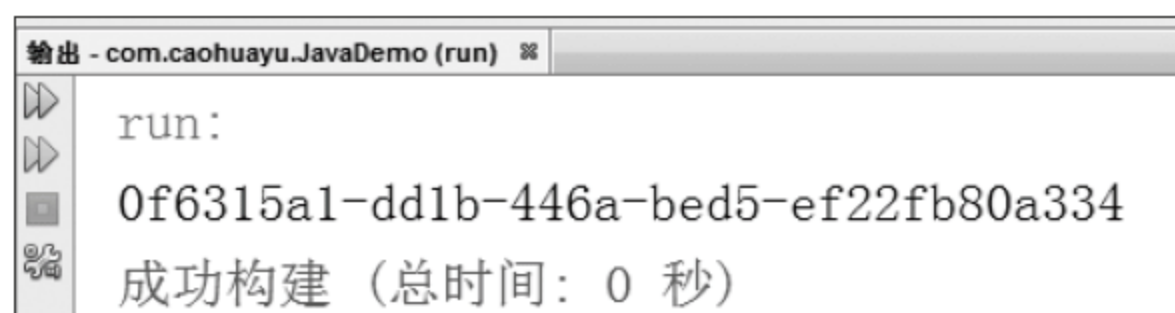 输出 - com.caohuayu.JavaDemo (run)
run:
0f6315a1-dd1b-446a-bed5-ef22fb80a334
成功构建 (总时间: 0 秒)